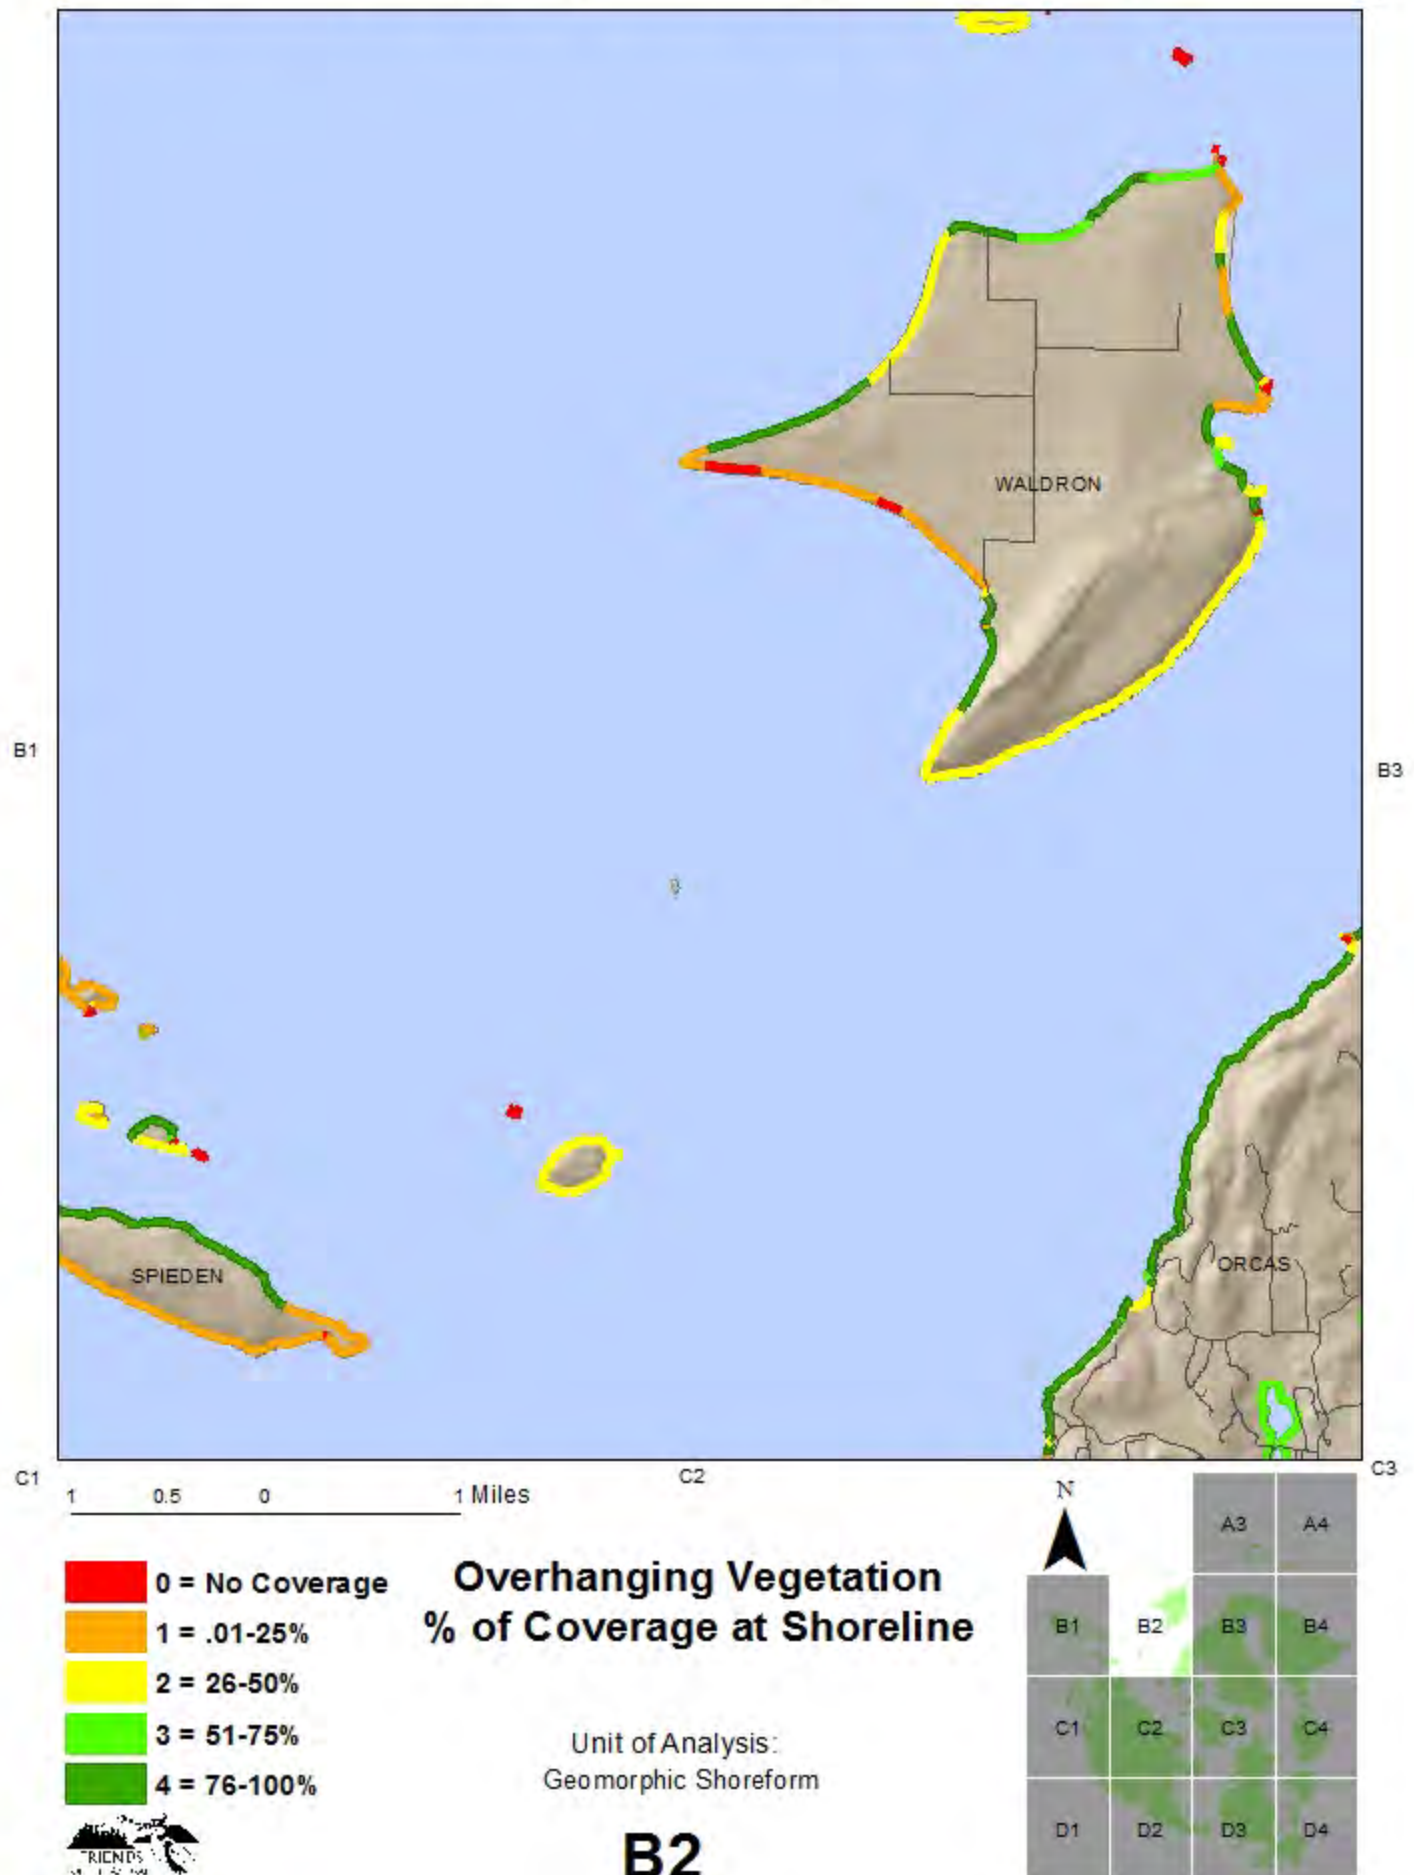 WALDRON
B1
B3
SPIEDEN
ORCAS
C1
C2
C3
1 0.5 0 1 Miles
N
A3 A4
0 = No Coverage
1 = .01-25%
2 = 26-50%
3 = 51-75%
4 = 76-100%
Overhanging Vegetation
% of Coverage at Shoreline
Unit of Analysis:
Geomorphic Shoreform
B1 B2 B3 B4
C1 C2 C3 C4
D1 D2 D3 D4
FRIENDS
B2